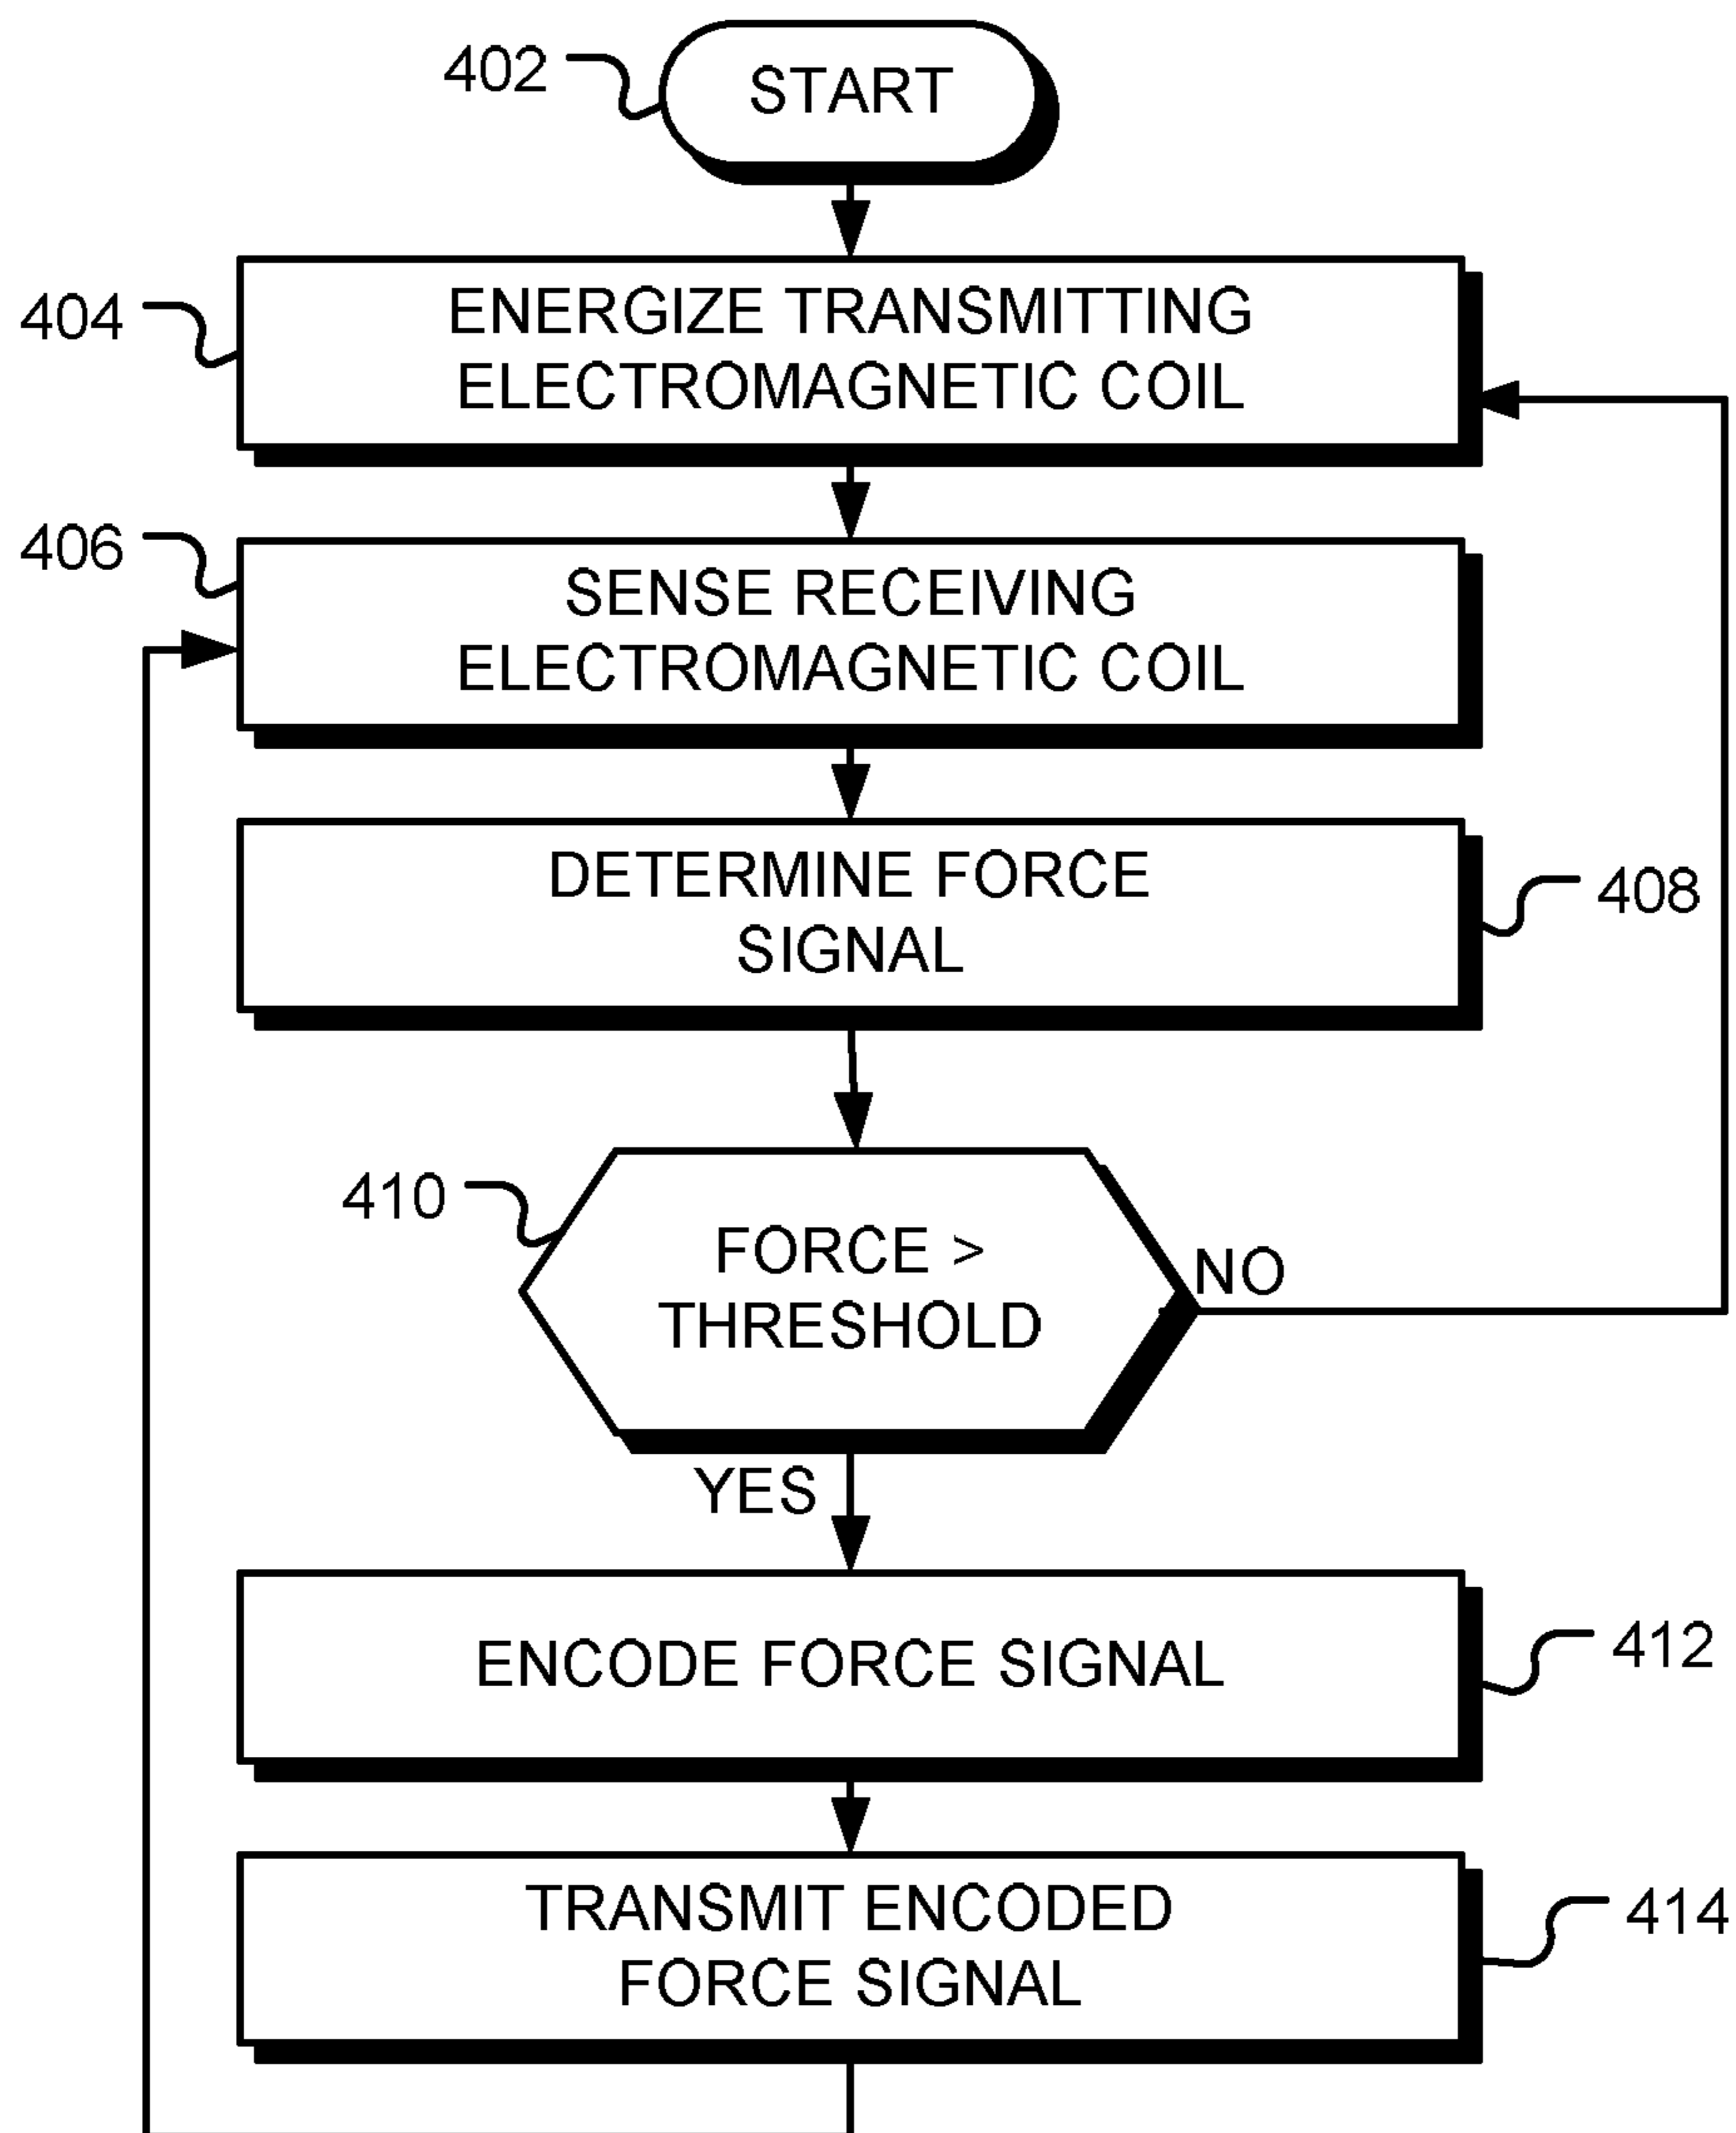 402
START
404
ENERGIZE TRANSMITTING
ELECTROMAGNETIC COIL
406
SENSE RECEIVING
ELECTROMAGNETIC COIL
DETERMINE FORCE
SIGNAL
408
410
FORCE >
THRESHOLD
NO
YES
ENCODE FORCE SIGNAL
412
TRANSMIT ENCODED
FORCE SIGNAL
414